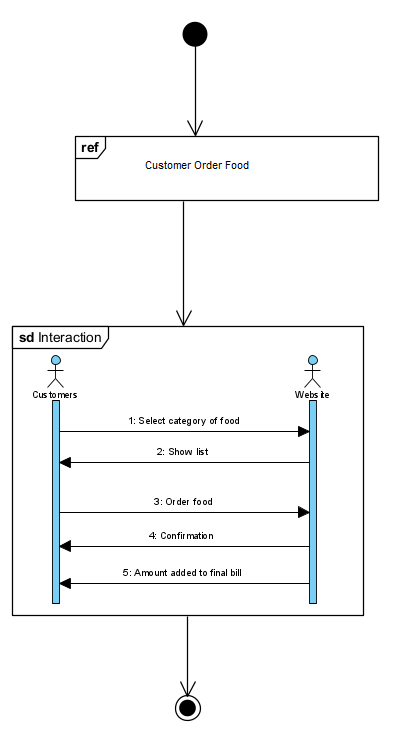 ref
Customer Order Food
sd Interaction
Customers
Website
1: Select category of food
2: Show list
3: Order food
4: Confirmation
5: Amount added to final bill